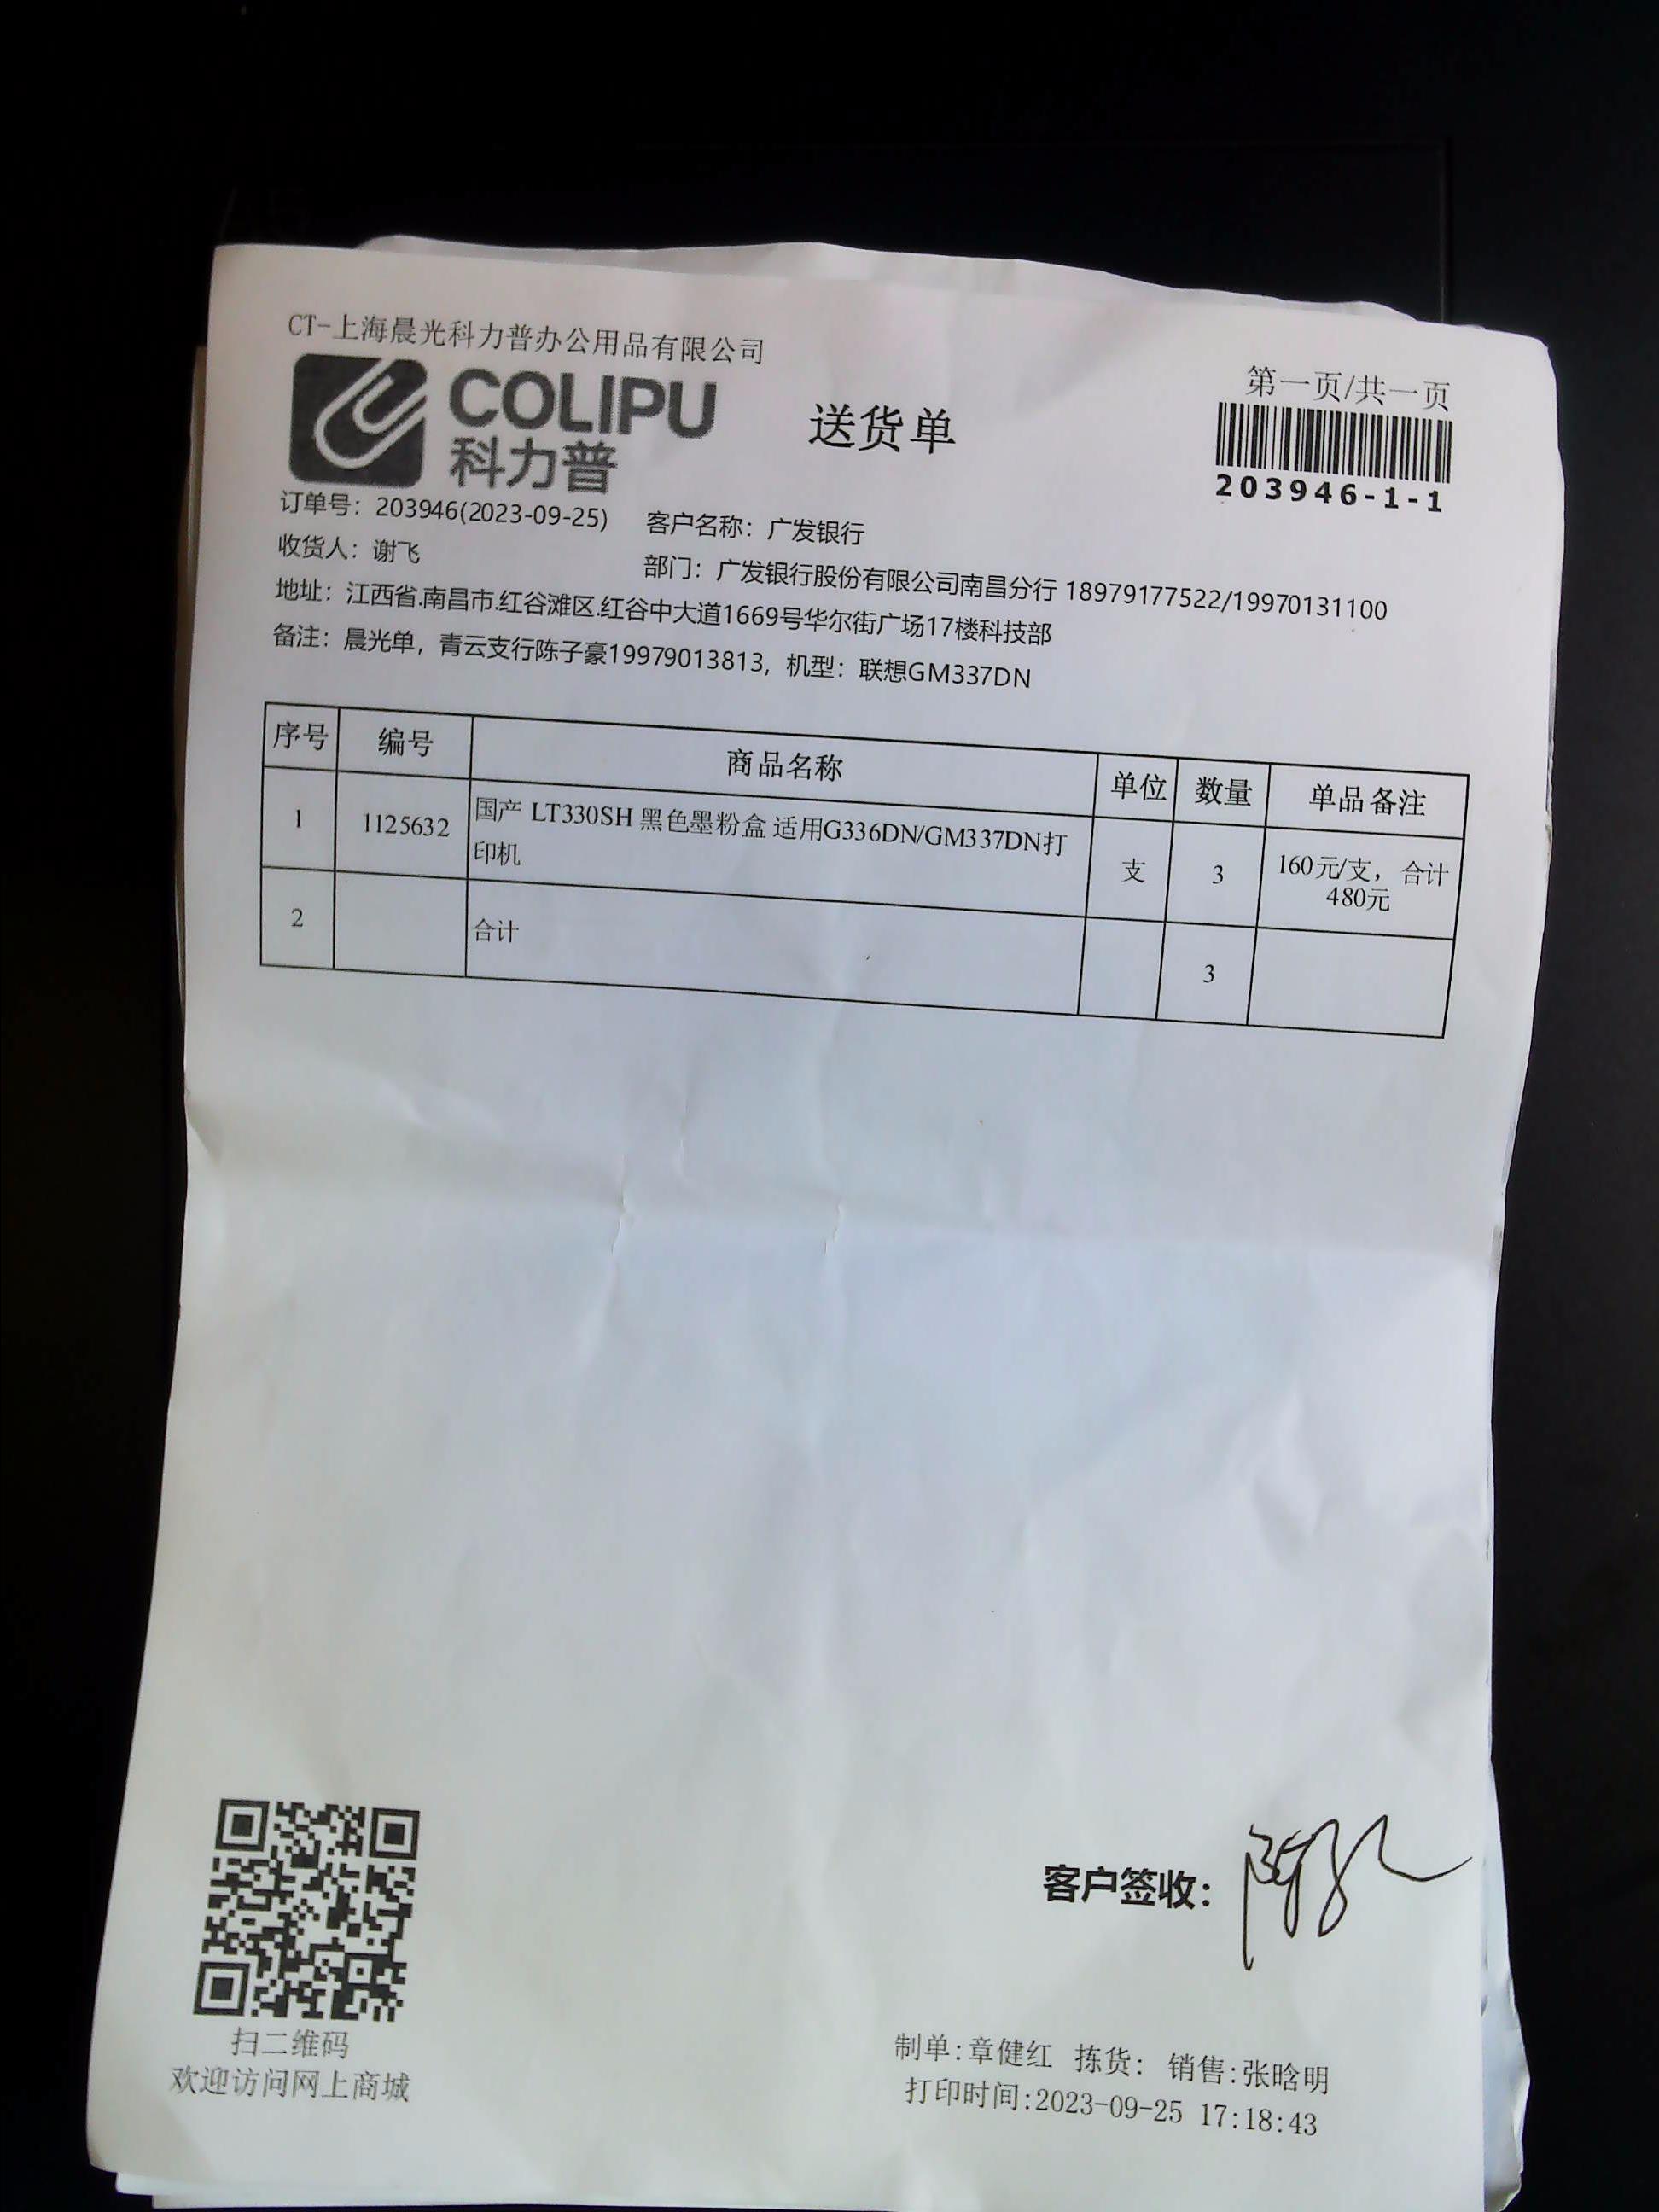 CT-上海晨光科力普办公用品有限公司
COLIPU
科力普
送货单
第一页/共一页
203946-1-1
订单号：203946(2023-09-25) 客户名称：广发银行
收货人：谢飞 部门：广发银行股份有限公司南昌分行 18979177522/19970131100
地址：江西省.南昌市.红谷滩区.红谷中大道1669号华尔街广场17楼科技部
备注：晨光单，青云支行陈子豪19979013813，机型：联想GM337DN
序号 编号 商品名称 单位 数量 单品备注
1 1125632 国产 LT330SH 黑色墨粉盒 适用G336DN/GM337DN打
印机 支 3 160元/支，合计
480元
2 合计 3
客户签收：
扫二维码
欢迎访问网上商城
制单:章健红 拣货: 销售:张晗明
打印时间:2023-09-25 17:18:43